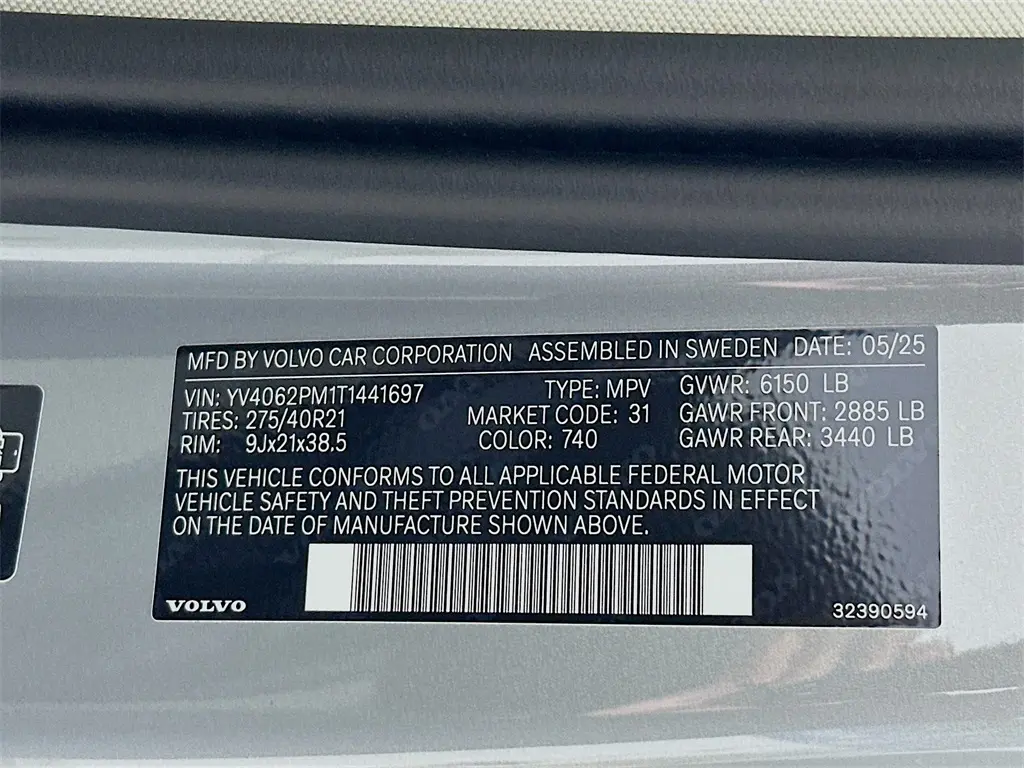 MFD BY VOLVO CAR CORPORATION ASSEMBLED IN SWEDEN DATE: 05/25
VIN: YV4062PM1T1441697 TYPE: MPV GVWR: 6150 LB
TIRES: 275/40R21 MARKET CODE: 31 GAWR FRONT: 2885 LB
RIM: 9Jx21x38,5 COLOR: 740 GAWR REAR: 3440 LB
THIS VEHICLE CONFORMS TO ALL APPLICABLE FEDERAL MOTOR
VEHICLE SAFETY AND THEFT PREVENTION STANDARDS IN EFFECT
ON THE DATE OF MANUFACTURE SHOWN ABOVE.
VOLVO 32390594